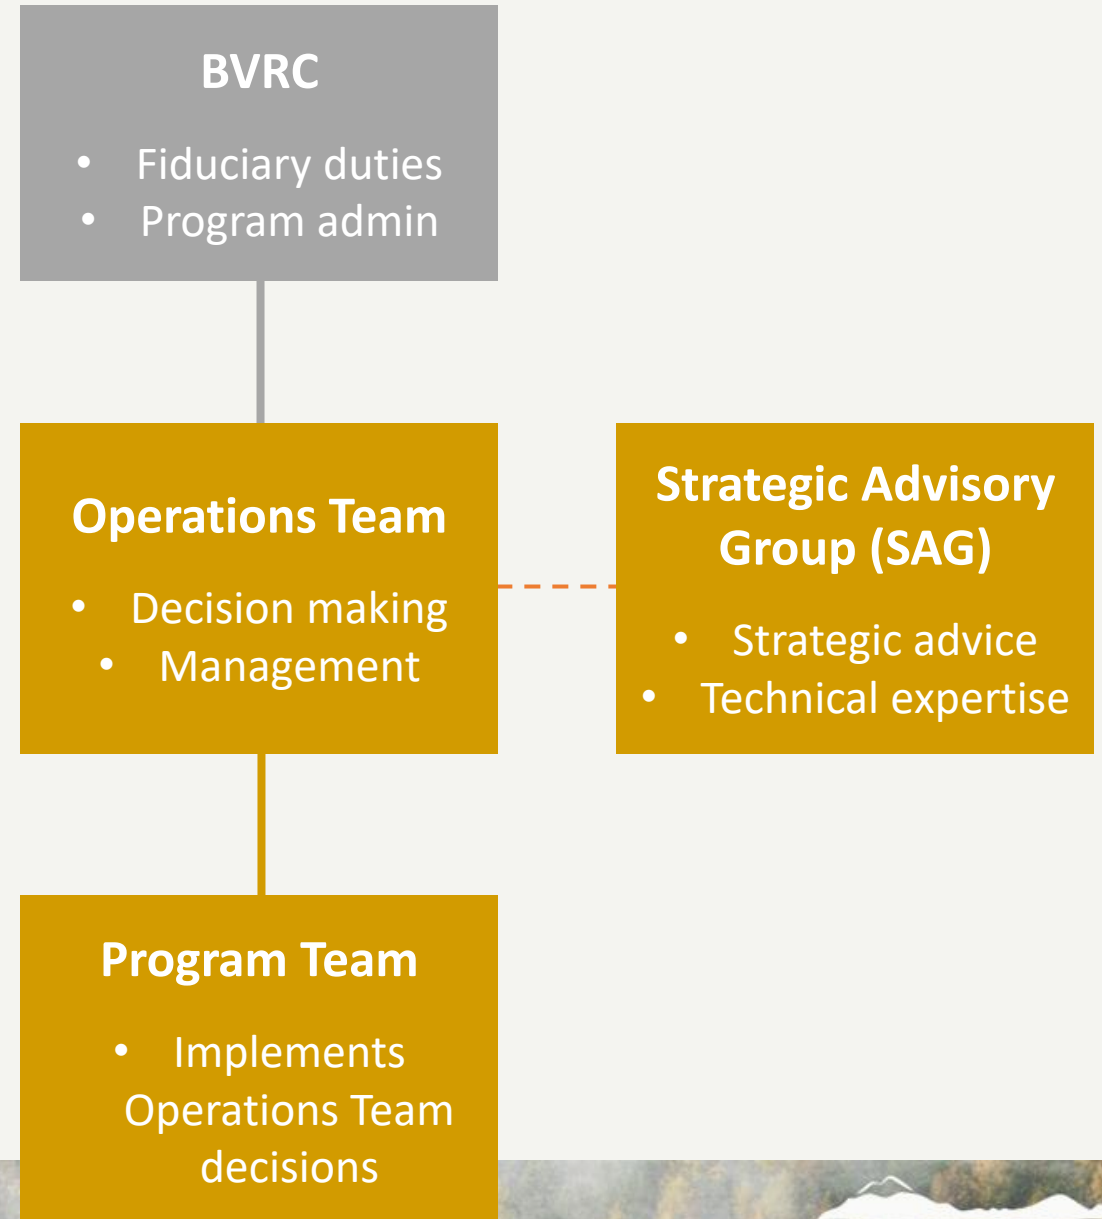 BVRC
• Fiduciary duties
• Program admin
Operations Team
• Decision making
• Management
Strategic Advisory
Group (SAG)
• Strategic advice
• Technical expertise
Program Team
• Implements
Operations Team
decisions